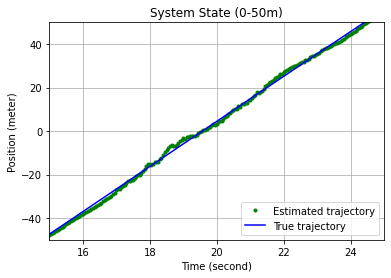 System State (0-50m)
Position (meter)
40
20
0
−20
−40
16
18
20
22
24
Time (second)
Estimated trajectory
True trajectory